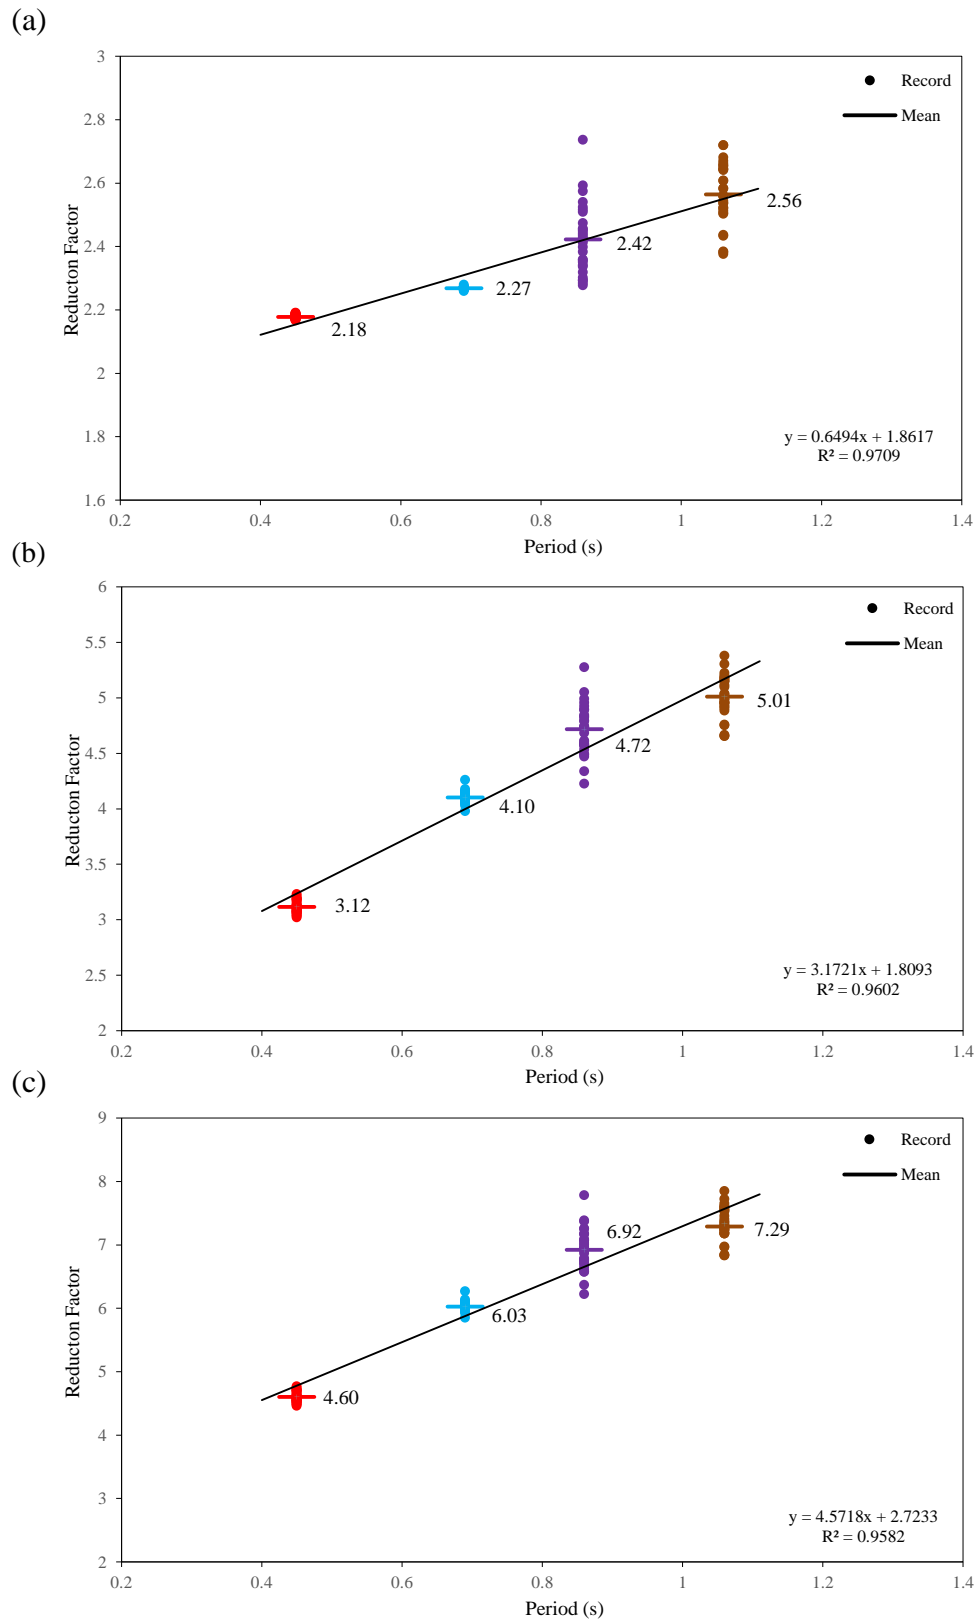 (a)
3
2.8
2.6
2.4
2.2
2
1.8
1.6
Reducton Factor
Record
Mean
2.18
2.27
2.42
2.56
y = 0.6494x + 1.8617
R² = 0.9709
0.2 0.4 0.6 0.8 1 1.2 1.4
Period (s)
(b)
6
5.5
5
4.5
4
3.5
3
2.5
2
Reducton Factor
Record
Mean
3.12
4.10
4.72
5.01
y = 3.1721x + 1.8093
R² = 0.9602
0.2 0.4 0.6 0.8 1 1.2 1.4
Period (s)
(c)
9
8
7
6
5
4
3
2
Reducton Factor
Record
Mean
4.60
6.03
6.92
7.29
y = 4.5718x + 2.7233
R² = 0.9582
0.2 0.4 0.6 0.8 1 1.2 1.4
Period (s)